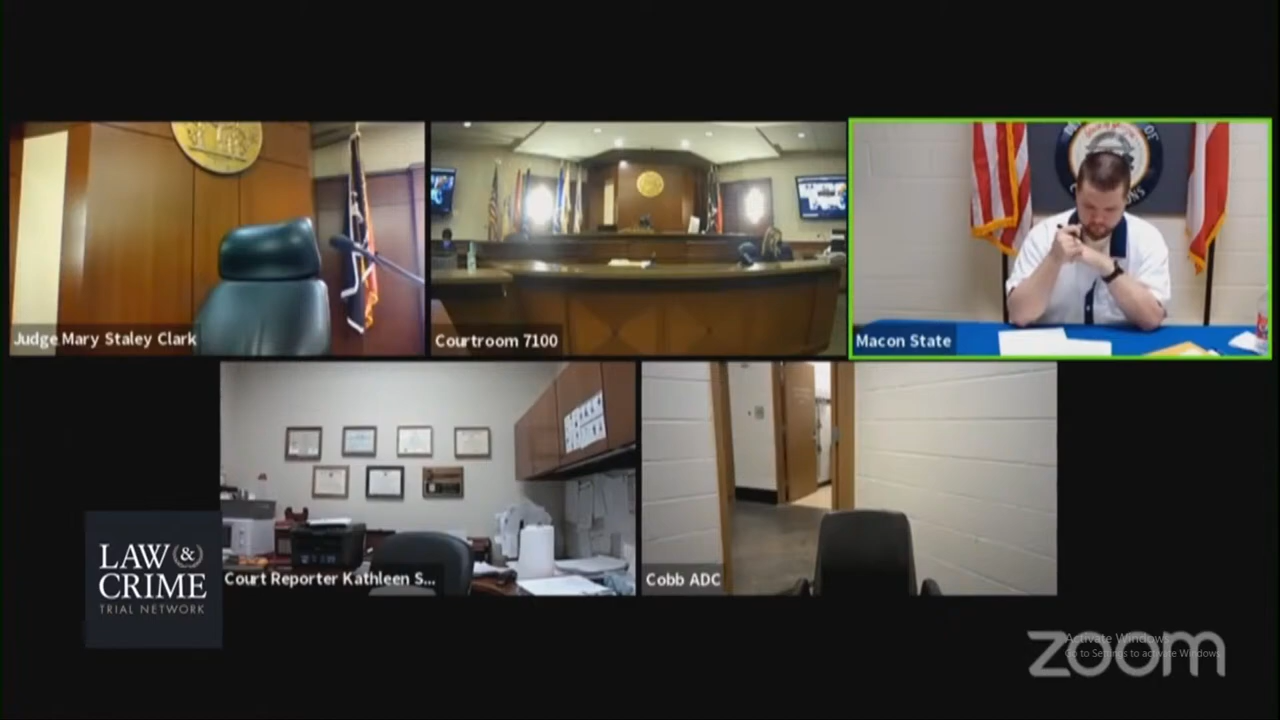 Judge Mary Staley Clark
Courtroom 7100
Macon State
Court Reporter Kathleen S...
Cobb ADC
LAW & CRIME
TRIAL NETWORK
Activate Windows
Go to Settings to activate Windows.
zoom